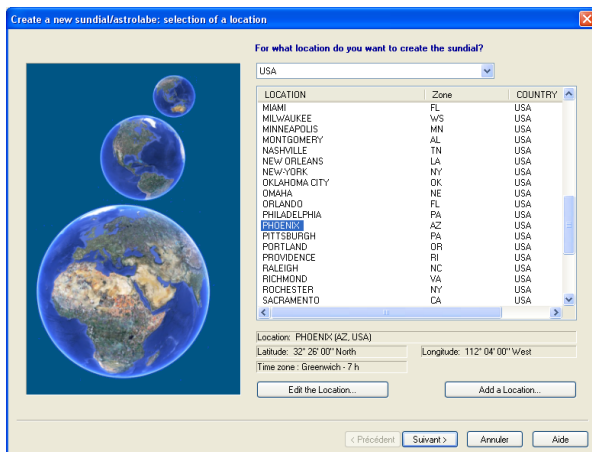 Create a new sundial/astrolabe: selection of a location
For what location do you want to create the sundial?
USA
LOCATION Zone COUNTRY
MIAMI FL USA
MILWAUKEE WS USA
MINNEAPOLIS MN USA
MONTGOMERY AL USA
NASHVILLE TN USA
NEW ORLEANS LA USA
NEW-YORK NY USA
OKLAHOMA CITY OK USA
OMAHA NE USA
ORLANDO FL USA
PHILADELPHIA PA USA
PHOENIX AZ USA
PITTSBURGH PA USA
PORTLAND OR USA
PROVIDENCE RI USA
RALEIGH NC USA
RICHMOND VA USA
ROCHESTER NY USA
SACRAMENTO CA USA
Location: PHOENIX (AZ, USA)
Latitude: 32° 26' 00'' North Longitude: 112° 04' 00'' West
Time zone : Greenwich - 7 h
Edit the Location... Add a Location...
< Précédent Suivant > Annuler Aide